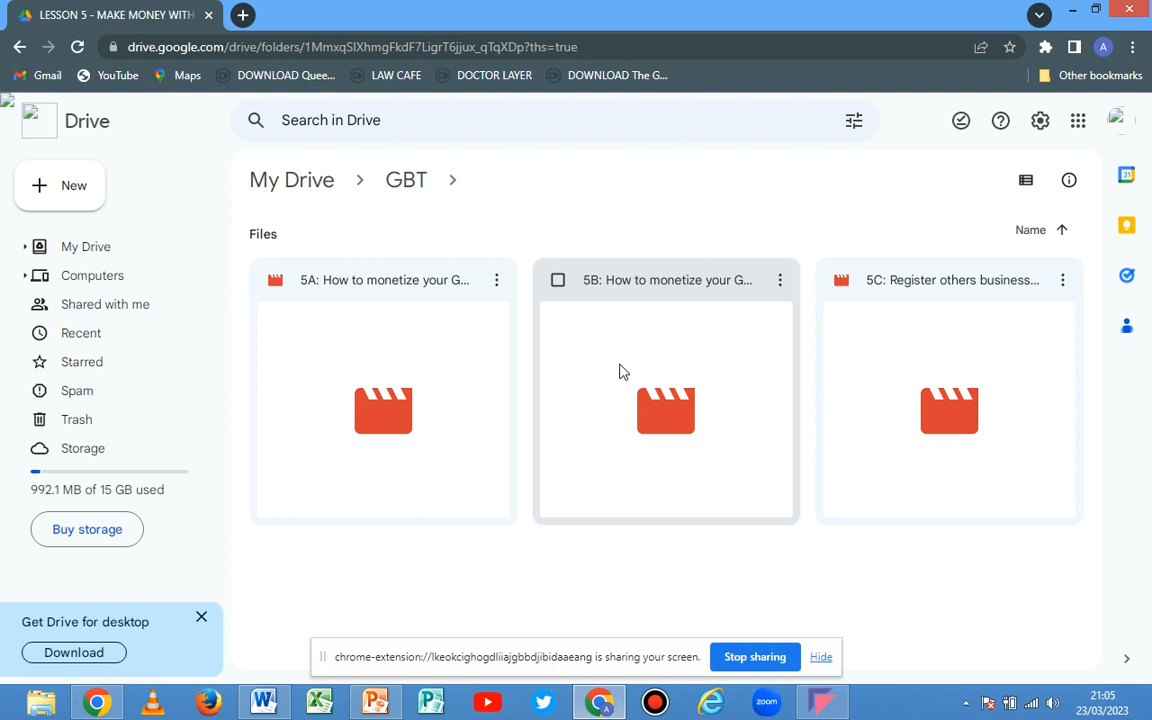 LESSON 5 - MAKE MONEY WITH
drive.google.com/drive/folders/1MmxqSIXhmgFkdF7LigrT6jjux_qTqXDp?ths=true
A
Gmail
YouTube
Maps
DOWNLOAD Quee...
LAW CAFE
DOCTOR LAYER
DOWNLOAD The G...
Other bookmarks
Drive
Search in Drive
New
My Drive
GBT
My Drive
Computers
Shared with me
Recent
Starred
Spam
Trash
Storage
992.1 MB of 15 GB used
Buy storage
Files
Name
5A: How to monetize your G...
5B: How to monetize your G...
5C: Register others business...
31
Get Drive for desktop
Download
chrome-extension://lkeokcighogdliiajgbbdjibidaaeang is sharing your screen.
Stop sharing
Hide
zoom
21:05
23/03/2023